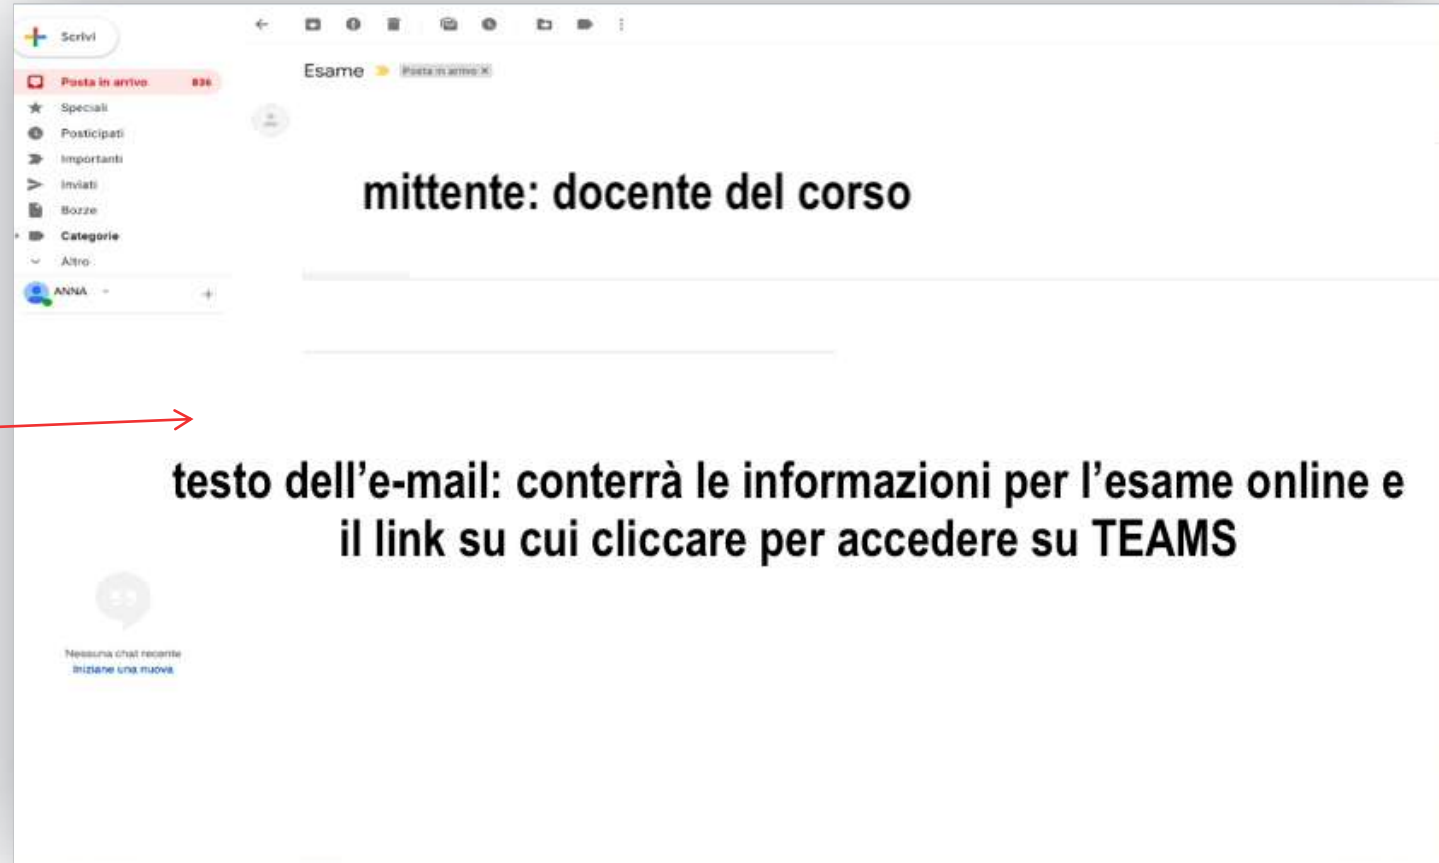 Scrivi
Posta in arrivo 836
Speciali
Posticipati
Importanti
Inviati
Bozze
Categorie
Altro
ANNA
Esame Posta in arrivo X
mittente: docente del corso
testo dell’e-mail: conterrà le informazioni per l’esame online e
il link su cui cliccare per accedere su TEAMS
Nessuna chat recente
Iniziane una nuova